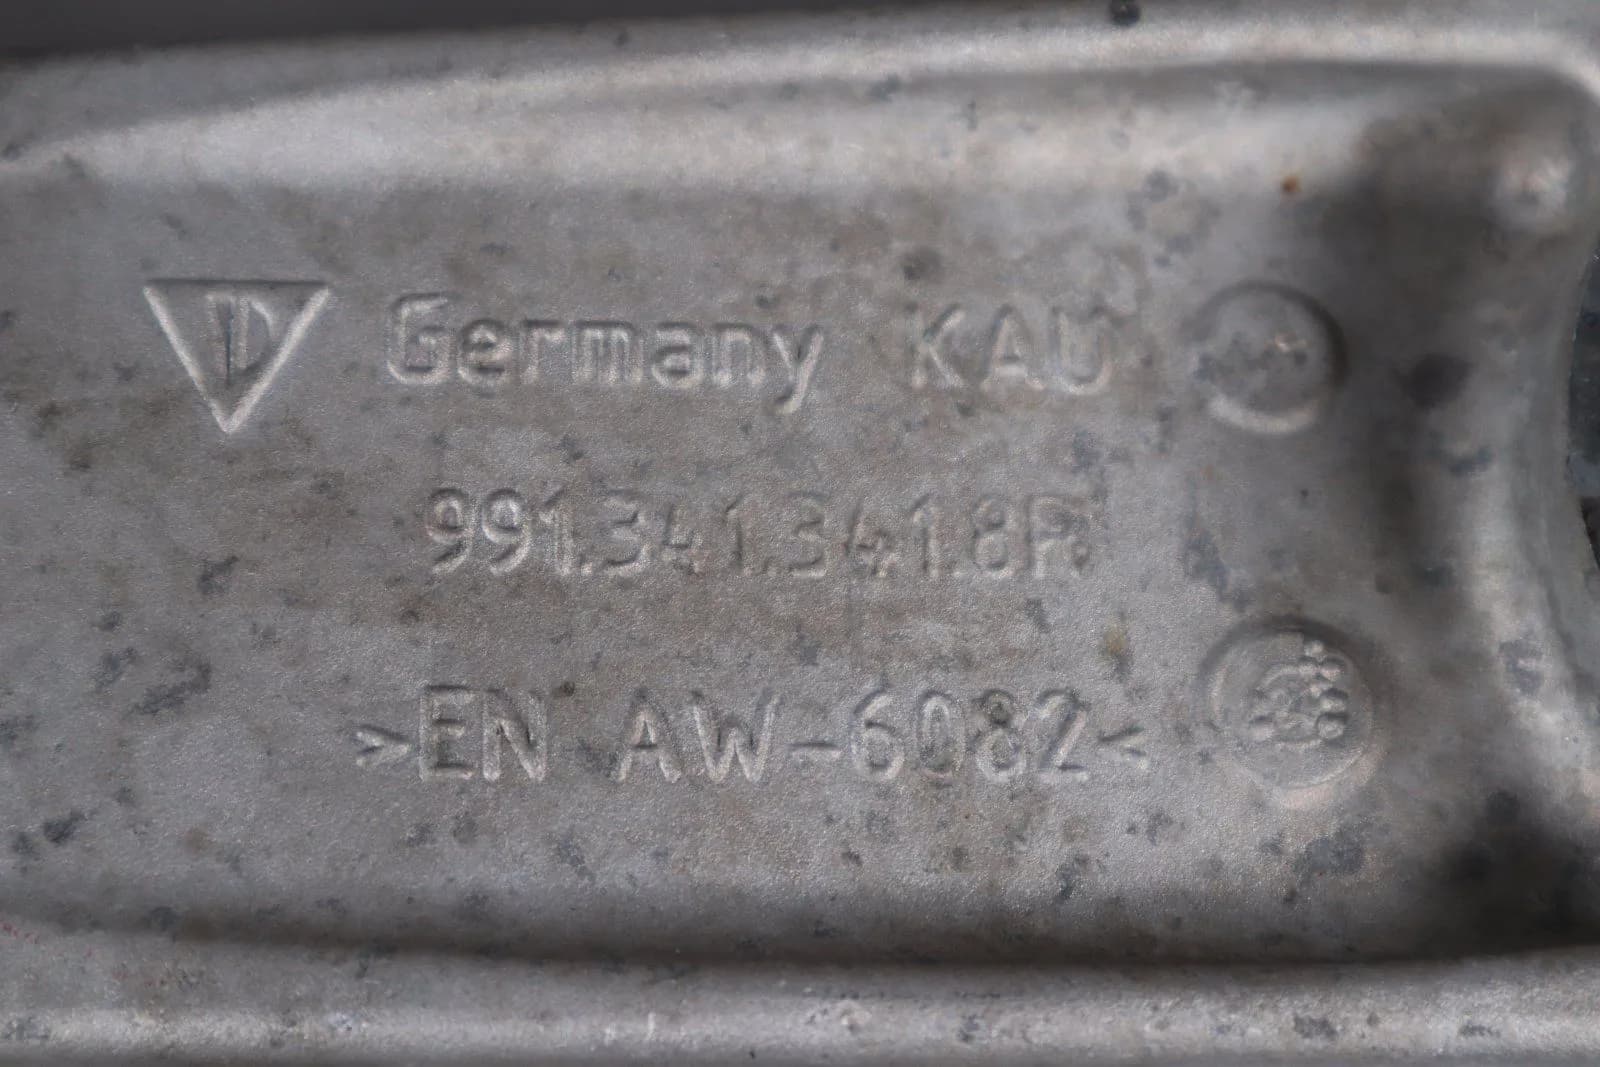 Germany KAU
991.341.341.8R
>EN AW-6082<